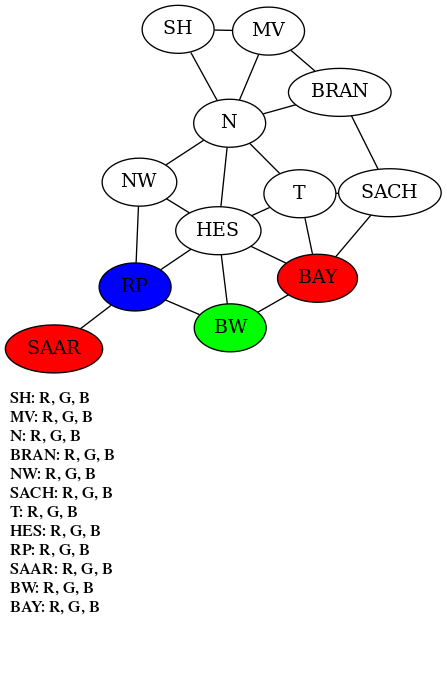 SH
MV
BRAN
N
NW
T
SACH
HES
RP
BAY
BW
SAAR
SH: R, G, B
MV: R, G, B
N: R, G, B
BRAN: R, G, B
NW: R, G, B
SACH: R, G, B
T: R, G, B
HES: R, G, B
RP: R, G, B
SAAR: R, G, B
BW: R, G, B
BAY: R, G, B